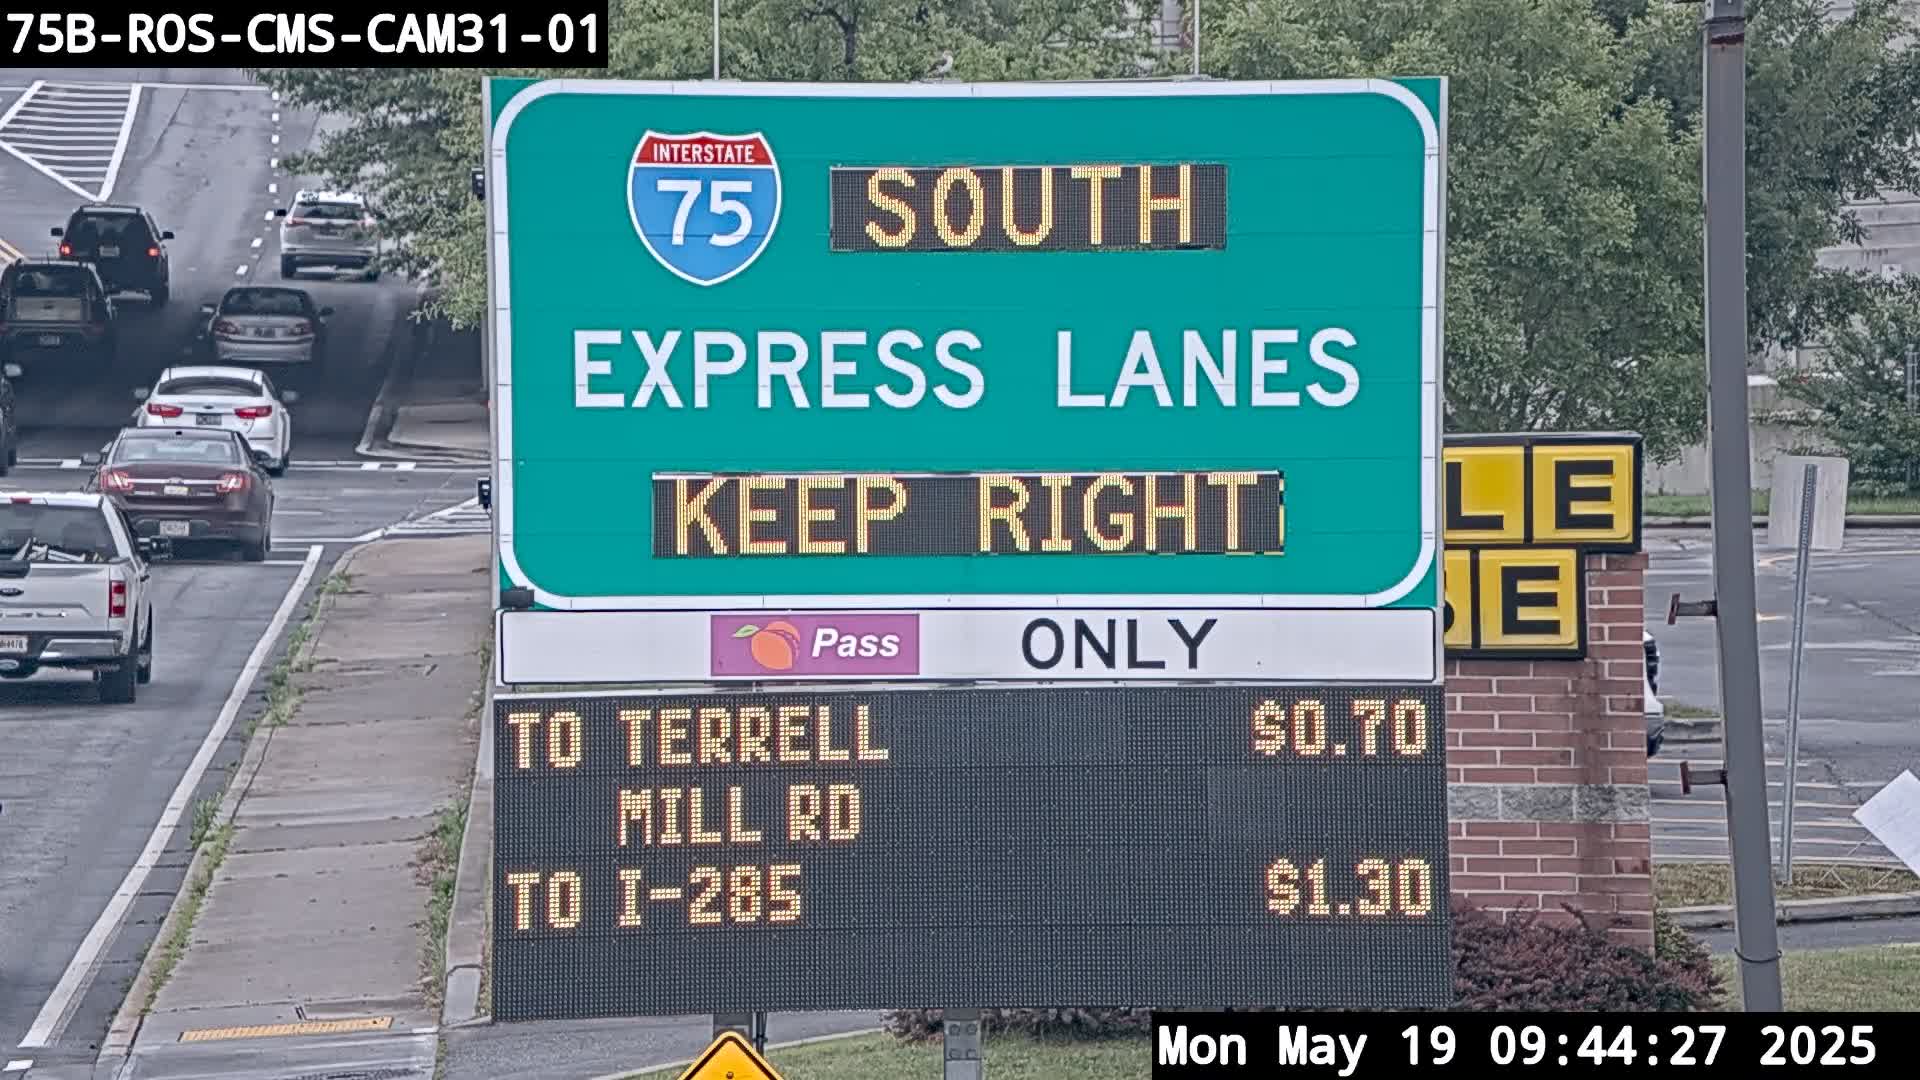 75B-ROS-CMS-CAM31-01
INTERSTATE
75
SOUTH
EXPRESS LANES
KEEP RIGHT
Pass ONLY
LE
E
TO TERRELL $0.70
MILL RD
TO I-285 $1.30
Mon May 19 09:44:27 2025